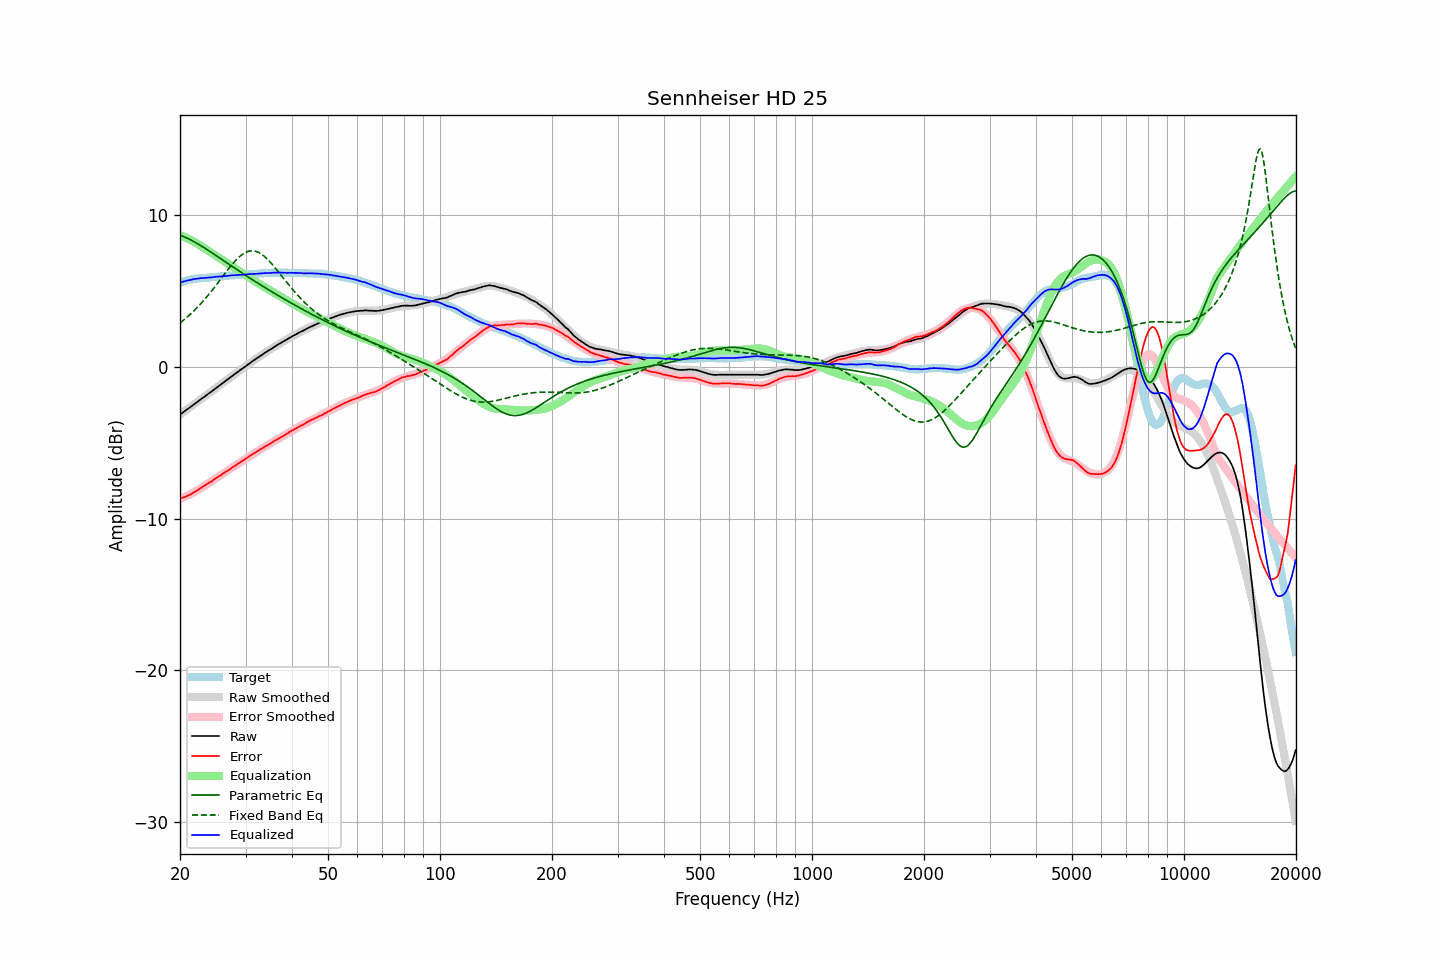 Sennheiser HD 25
Amplitude (dBr)
10
0
−10
−20
−30
Target
Raw Smoothed
Error Smoothed
Raw
Error
Equalization
Parametric Eq
Fixed Band Eq
Equalized
20 50 100 200 500 1000 2000 5000 10000 20000
Frequency (Hz)